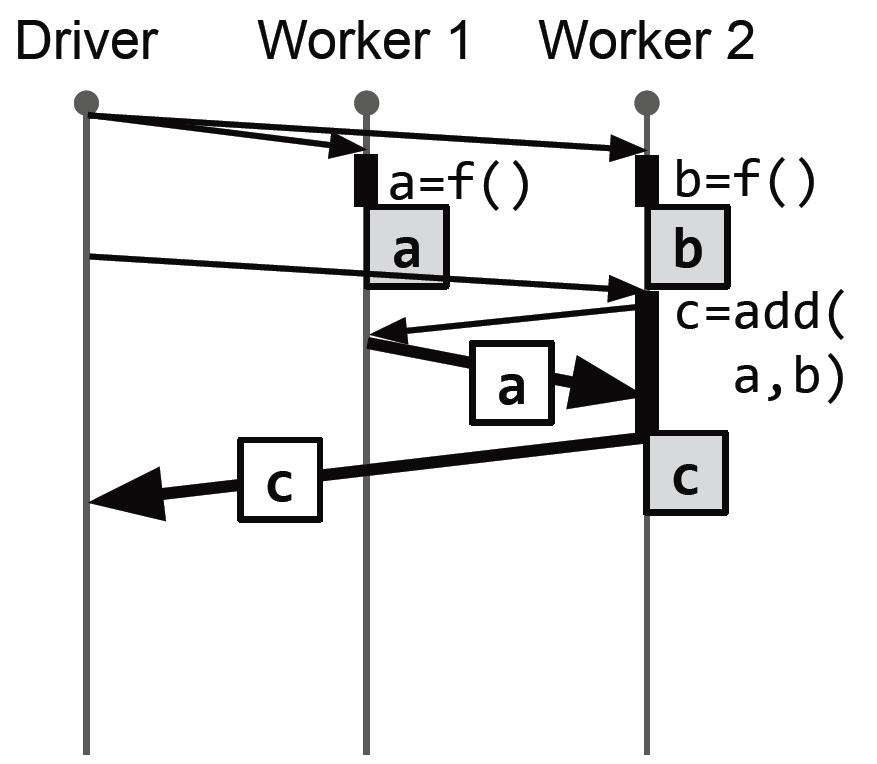 Driver Worker 1 Worker 2
a=f() b=f()
a b
c=add(
a,b)
a
c c